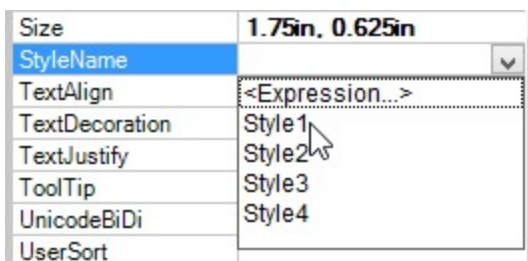 Size 1.75in, 0.625in
StyleName
TextAlign <Expression...>
TextDecoration Style1
TextJustify Style2
ToolTip Style3
UnicodeBiDi Style4
UserSort